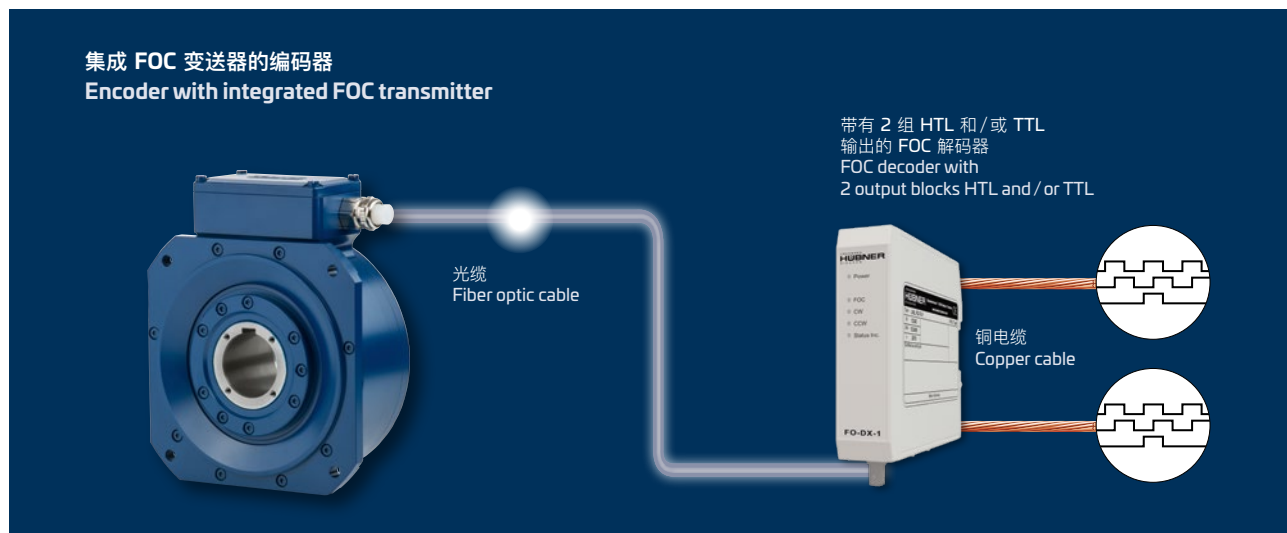 集成 FOC 变送器的编码器
Encoder with integrated FOC transmitter
带有 2 组 HTL 和 / 或 TTL
输出的 FOC 解码器
FOC decoder with
2 output blocks HTL and / or TTL
光缆
Fiber optic cable
HÜBNER
Power
FOC
CW
CCW
Status Inc.
HÜBNER
FO-DX-1
铜电缆
Copper cable